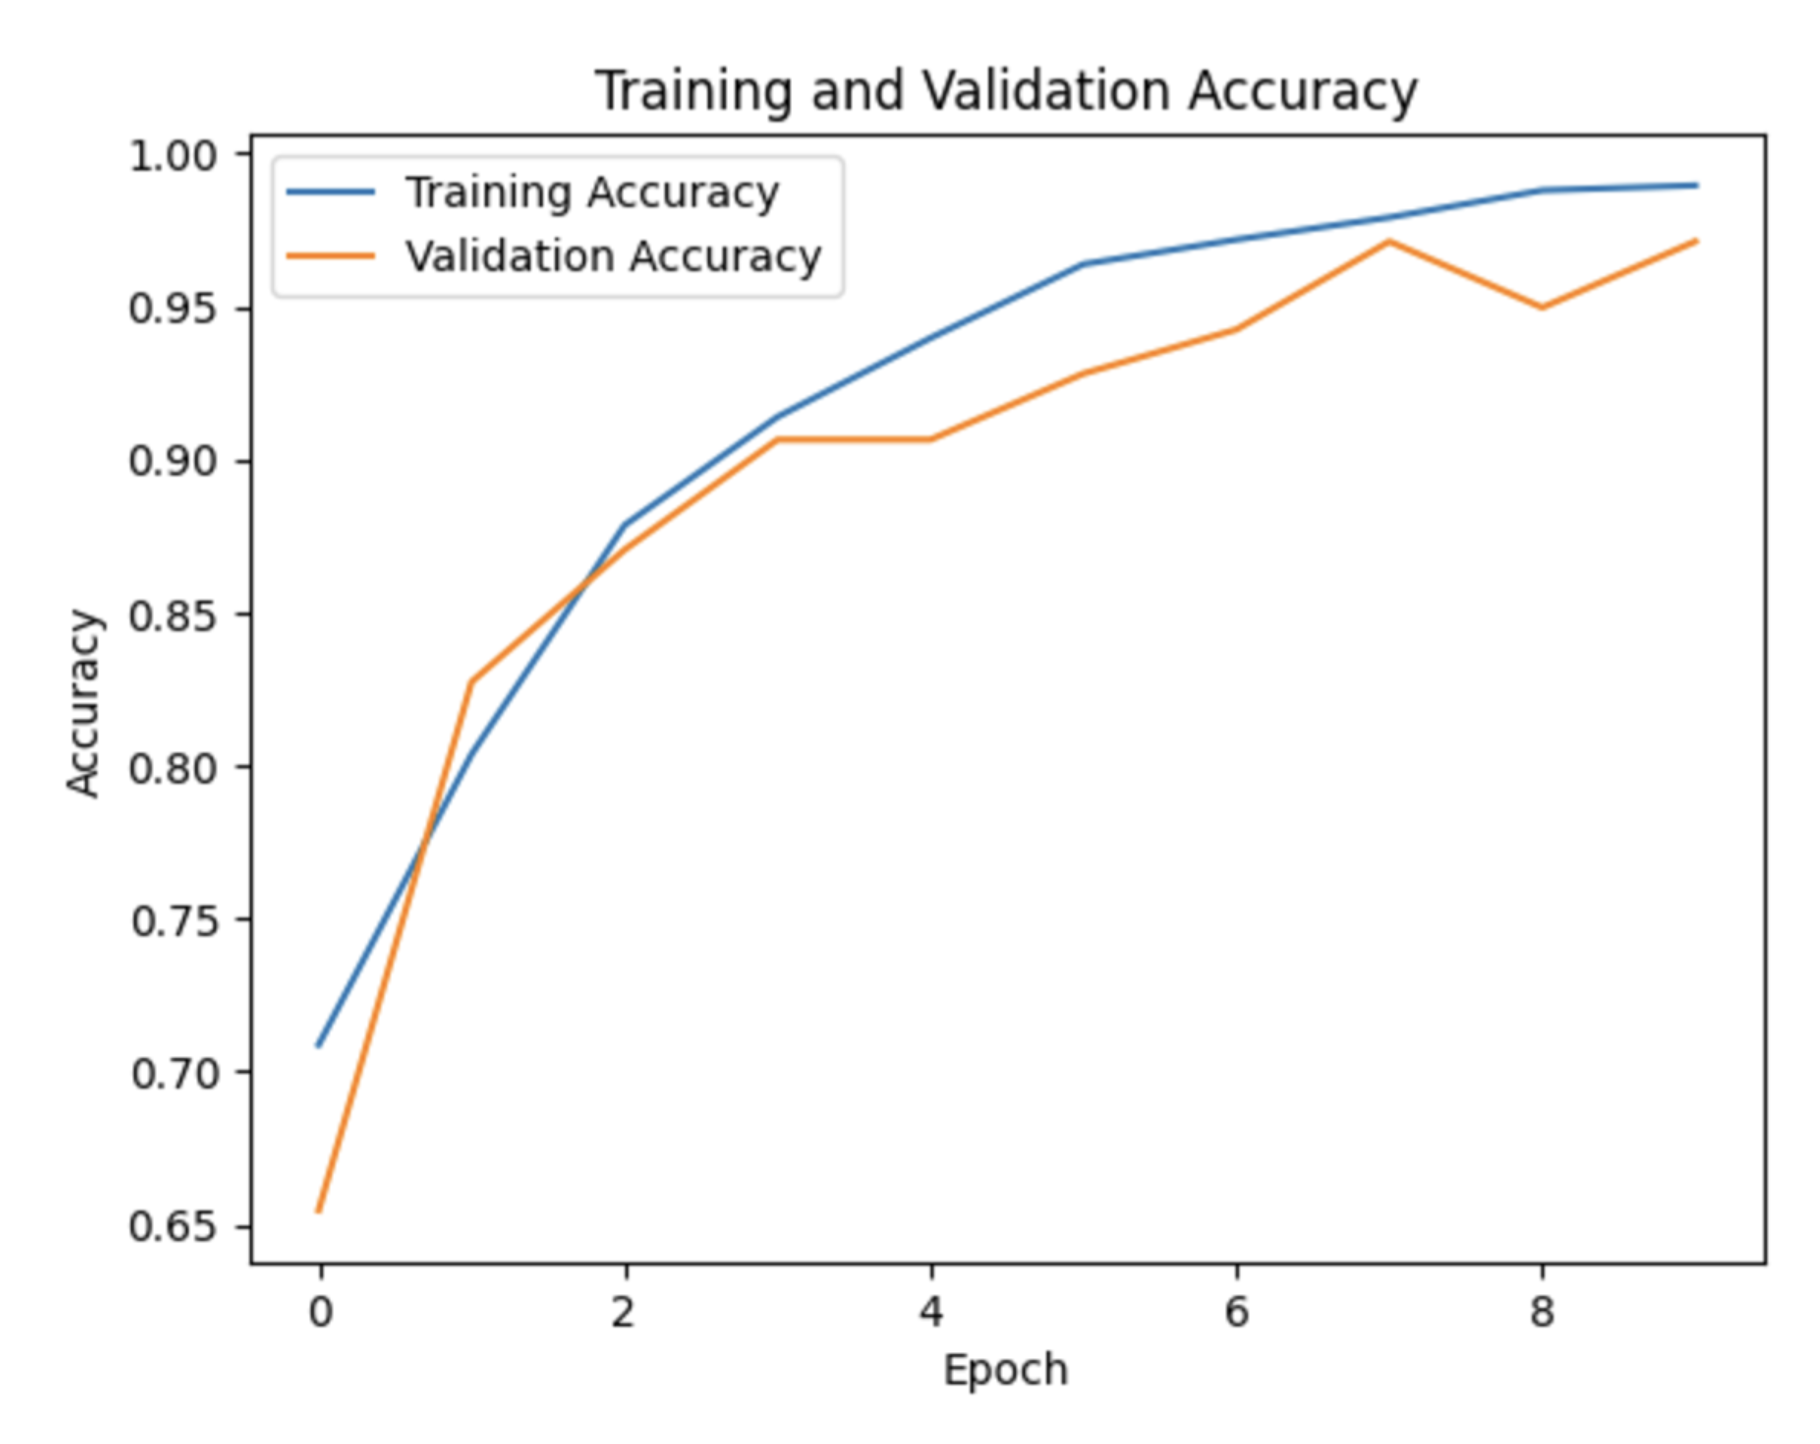 Training and Validation Accuracy
Training Accuracy
Validation Accuracy
1.00
0.95
0.90
0.85
0.80
0.75
0.70
0.65
Accuracy
0 2 4 6 8
Epoch